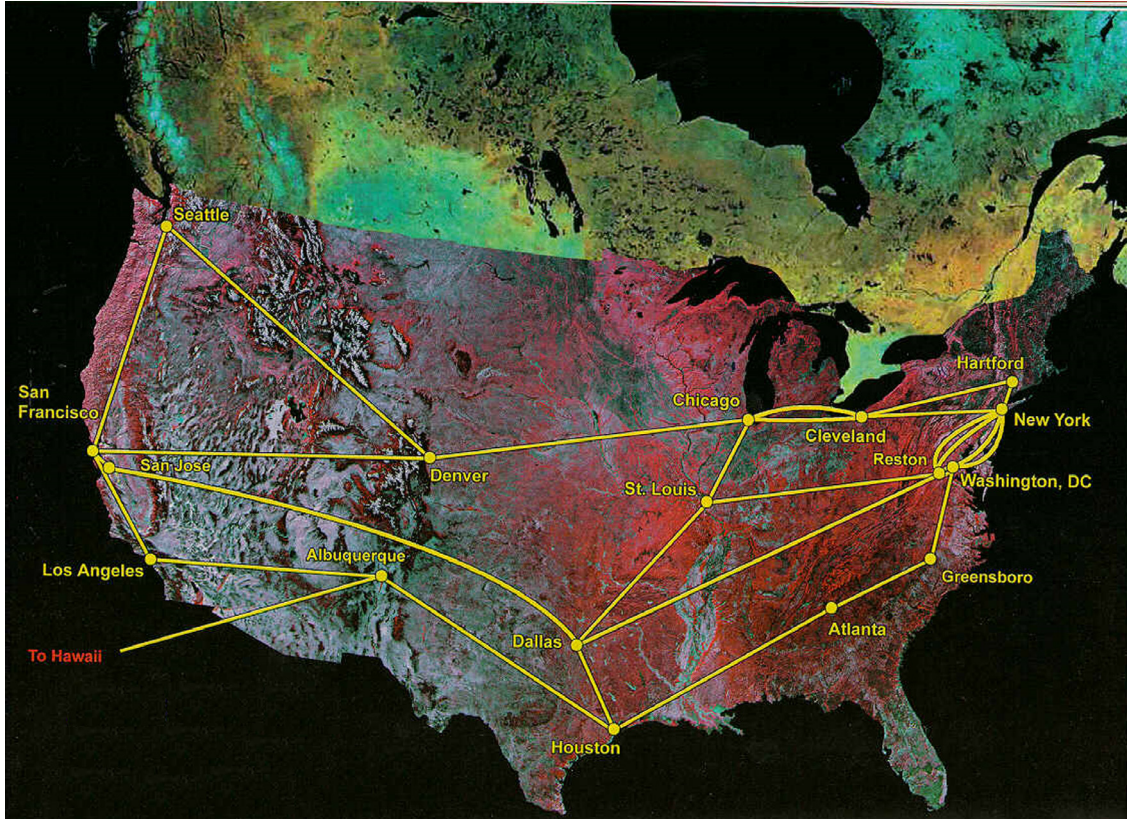 Seattle
San
Francisco
San José
Denver
Chicago
Cleveland
Hartford
New York
Reston
Washington, DC
St. Louis
Los Angeles
Albuquerque
Greensboro
Atlanta
Dallas
To Hawaii
Houston